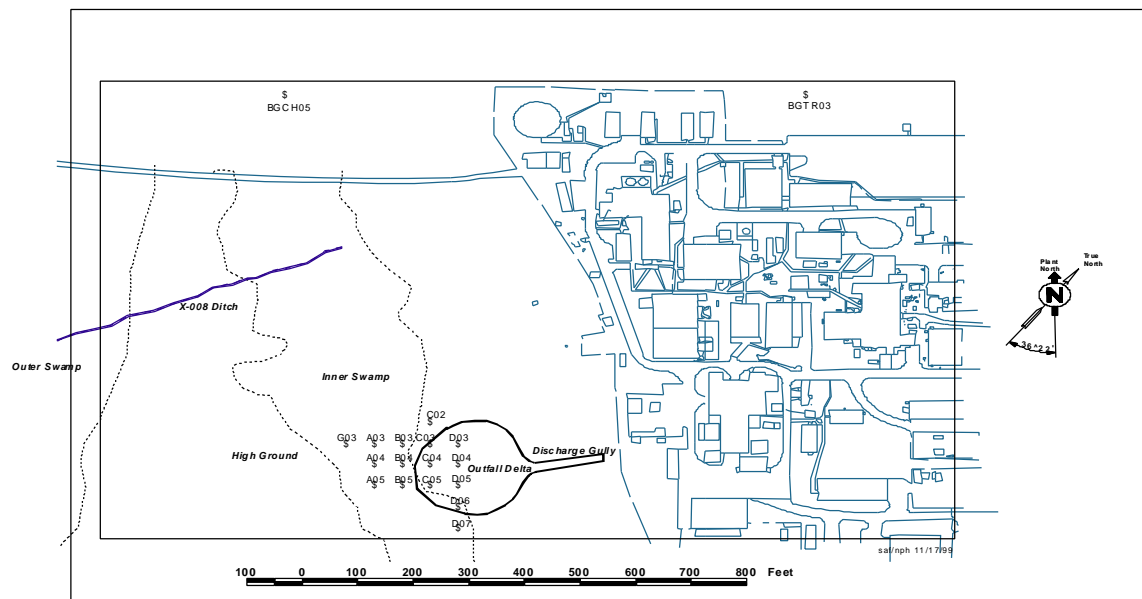 $ $
BGCH05 BGTR03
True North
Plant North
N
36°22'
X-008 Ditch
Outer Swamp
Inner Swamp
C02
$
G03 A03 B03 C03 D03
$ $ $ $ $
Discharge Gully
High Ground
A04 B04 C04 D04
$ $ $ $
Outfall Delta
A05 B05 C05 D05
$ $ $ $
D06
$
D07
$
saf/nph 11/17/99
100 0 100 200 300 400 500 600 700 800 Feet